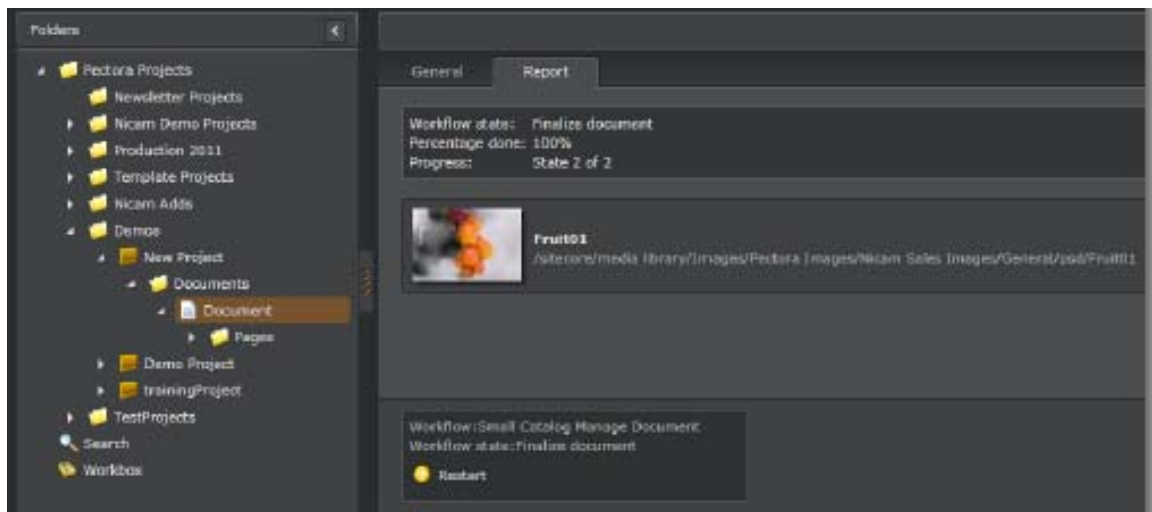 Folders
Pectora Projects
Newsletter Projects
Nicam Demo Projects
Production 2011
Template Projects
Nicam Adds
Demos
New Project
Documents
Document
Pages
Demo Project
trainingProject
TestProjects
Search
Workbox
General Report
Workflow state: Finalize document
Percentage done: 100%
Progress: State 2 of 2
Fruit01
/sitecore/media library/Images/Pectora Images/Nicam Sales Images/General/psd/Fruit01
Workflow:Small Catalog Manage Document
Workflow state:Finalize document
Restart